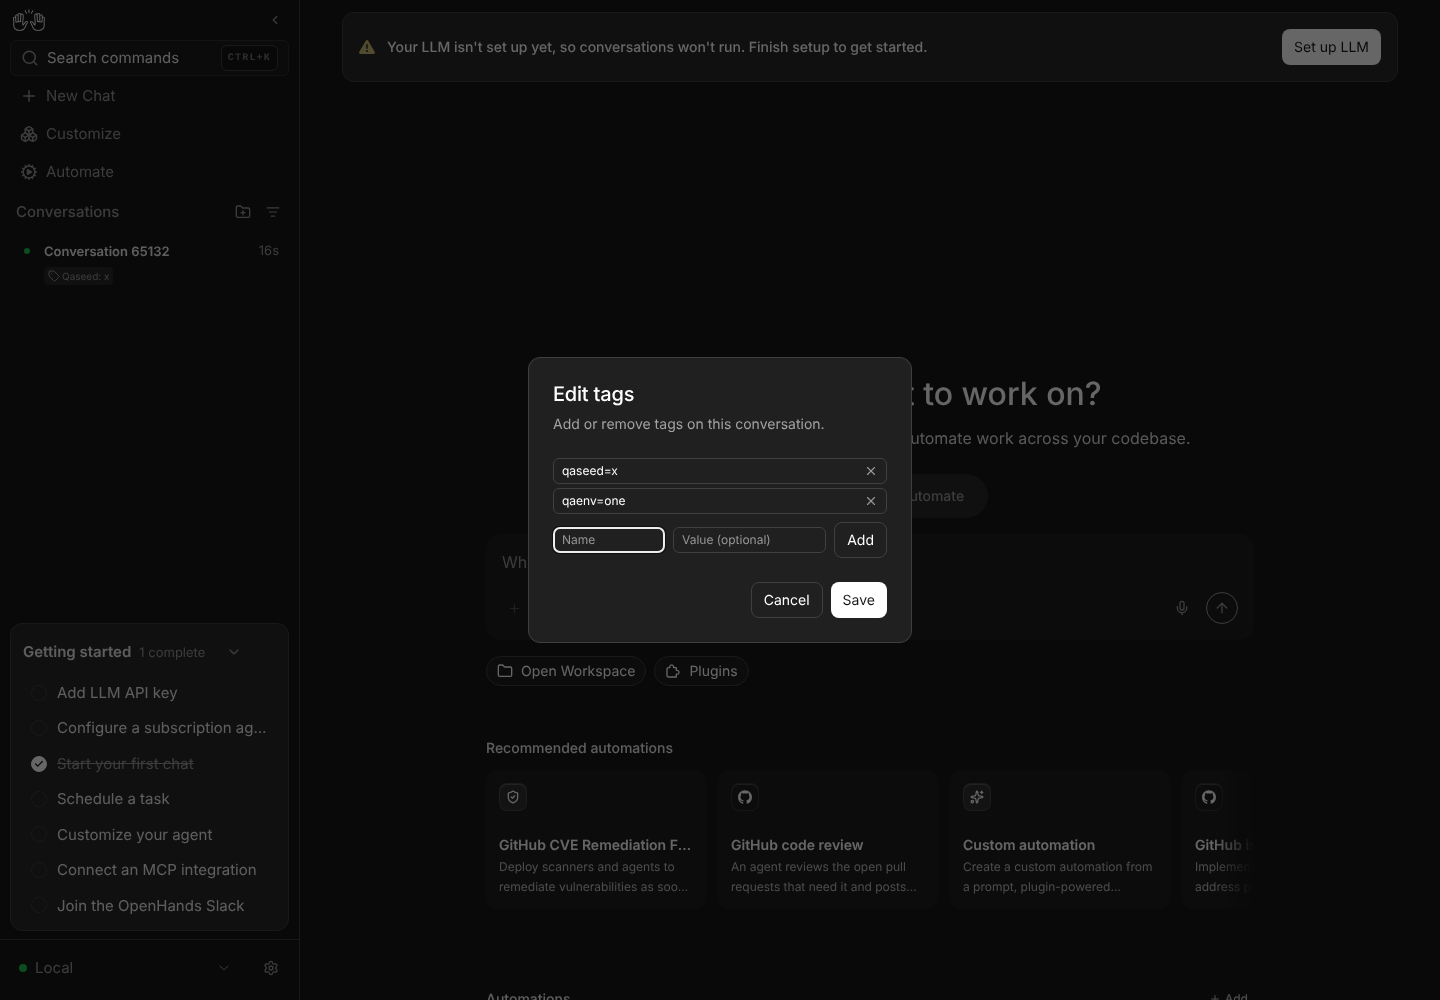 Search commands
CTRL+K
New Chat
Customize
Automate
Conversations
Conversation 65132
16s
Qaseed: x
Getting started
1 complete
Add LLM API key
Configure a subscription ag...
Start your first chat
Schedule a task
Customize your agent
Connect an MCP integration
Join the OpenHands Slack
Local
Your LLM isn't set up yet, so conversations won't run. Finish setup to get started.
Set up LLM
to work on?
automate work across your codebase.
Edit tags
Add or remove tags on this conversation.
qaseed=x
qaenv=one
Name
Value (optional)
Add
Cancel
Save
Open Workspace
Plugins
Recommended automations
GitHub CVE Remediation F...
Deploy scanners and agents to
remediate vulnerabilities as soo...
GitHub code review
An agent reviews the open pull
requests that need it and posts...
Custom automation
Create a custom automation from
a prompt, plugin-powered...
GitHub
Automations
+ Add